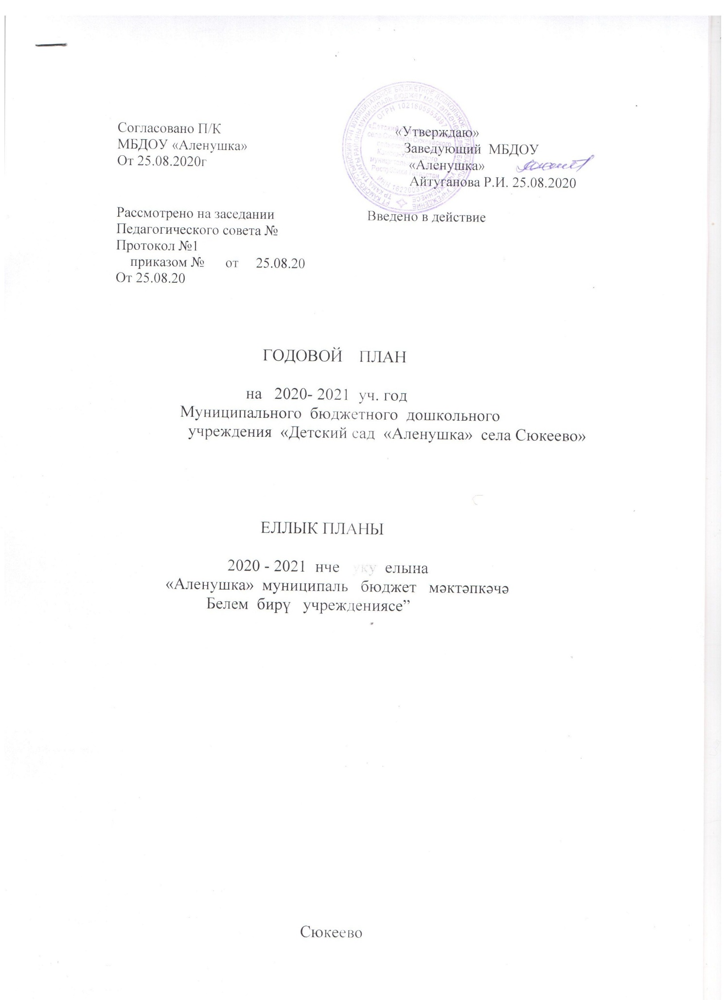 Согласовано П/К
МБДОУ «Аленушка»
От 25.08.2020г
«Утверждаю»
Заведующий МБДОУ
«Аленушка»
Айтуганова Р.И. 25.08.2020
ОГРН 1021605955997
Рассмотрено на заседании
Введено в действие
Педагогического совета №
Протокол №1
приказом № от 25.08.20
От 25.08.20
ГОДОВОЙ ПЛАН
на 2020- 2021 уч. год
Муниципального бюджетного дошкольного
учреждения «Детский сад «Аленушка» села Сюкеево»
ЕЛЛЫК ПЛАНЫ
2020 - 2021 нче уку елына
«Аленушка» муниципаль бюджет мәктәпкәчә
Белем бирү учреждениясе”
Сюкеево